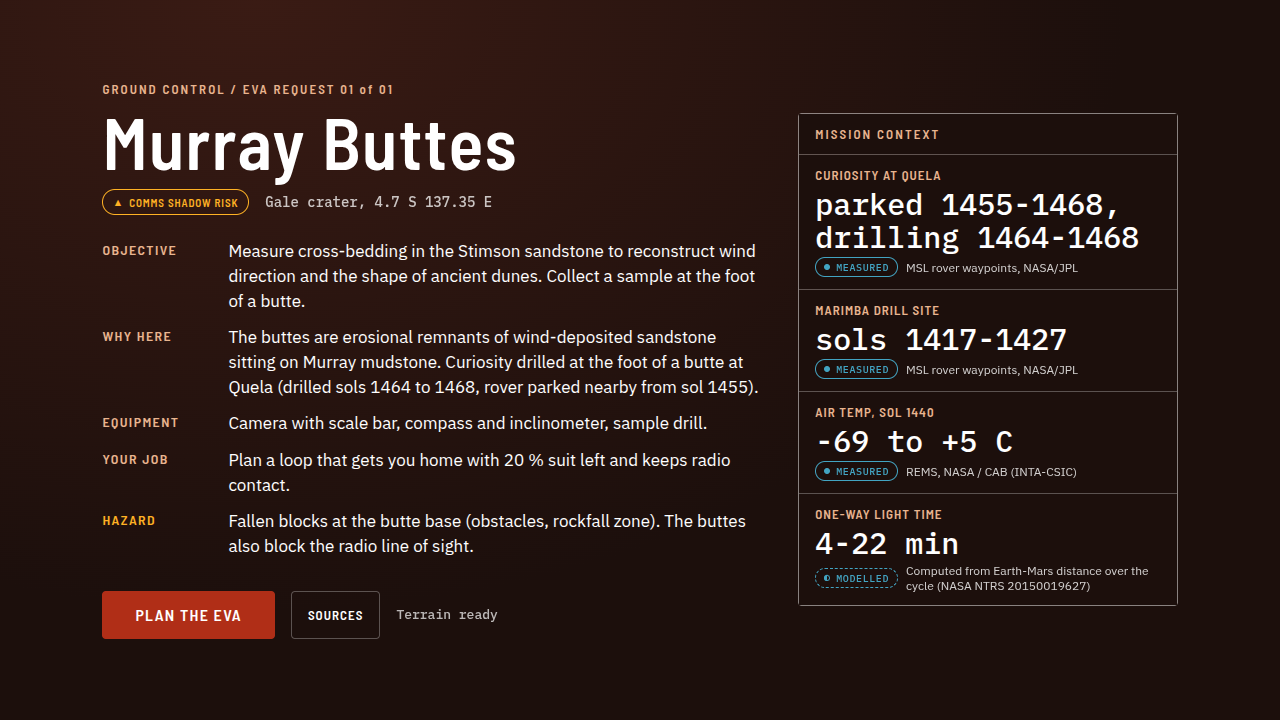 GROUND CONTROL / EVA REQUEST 01 of 01
Murray Buttes
▲ COMMS SHADOW RISK
Gale crater, 4.7 S 137.35 E
OBJECTIVE
Measure cross-bedding in the Stimson sandstone to reconstruct wind
direction and the shape of ancient dunes. Collect a sample at the foot
of a butte.
WHY HERE
The buttes are erosional remnants of wind-deposited sandstone
sitting on Murray mudstone. Curiosity drilled at the foot of a butte at
Quela (drilled sols 1464 to 1468, rover parked nearby from sol 1455).
EQUIPMENT
Camera with scale bar, compass and inclinometer, sample drill.
YOUR JOB
Plan a loop that gets you home with 20 % suit left and keeps radio
contact.
HAZARD
Fallen blocks at the butte base (obstacles, rockfall zone). The buttes
also block the radio line of sight.
PLAN THE EVA
SOURCES
Terrain ready
MISSION CONTEXT
CURIOSITY AT QUELA
parked 1455-1468,
drilling 1464-1468
MEASURED
MSL rover waypoints, NASA/JPL
MARIMBA DRILL SITE
sols 1417-1427
MEASURED
MSL rover waypoints, NASA/JPL
AIR TEMP, SOL 1440
-69 to +5 C
MEASURED
REMS, NASA / CAB (INTA-CSIC)
ONE-WAY LIGHT TIME
4-22 min
MODELLED
Computed from Earth-Mars distance over the
cycle (NASA NTRS 20150019627)